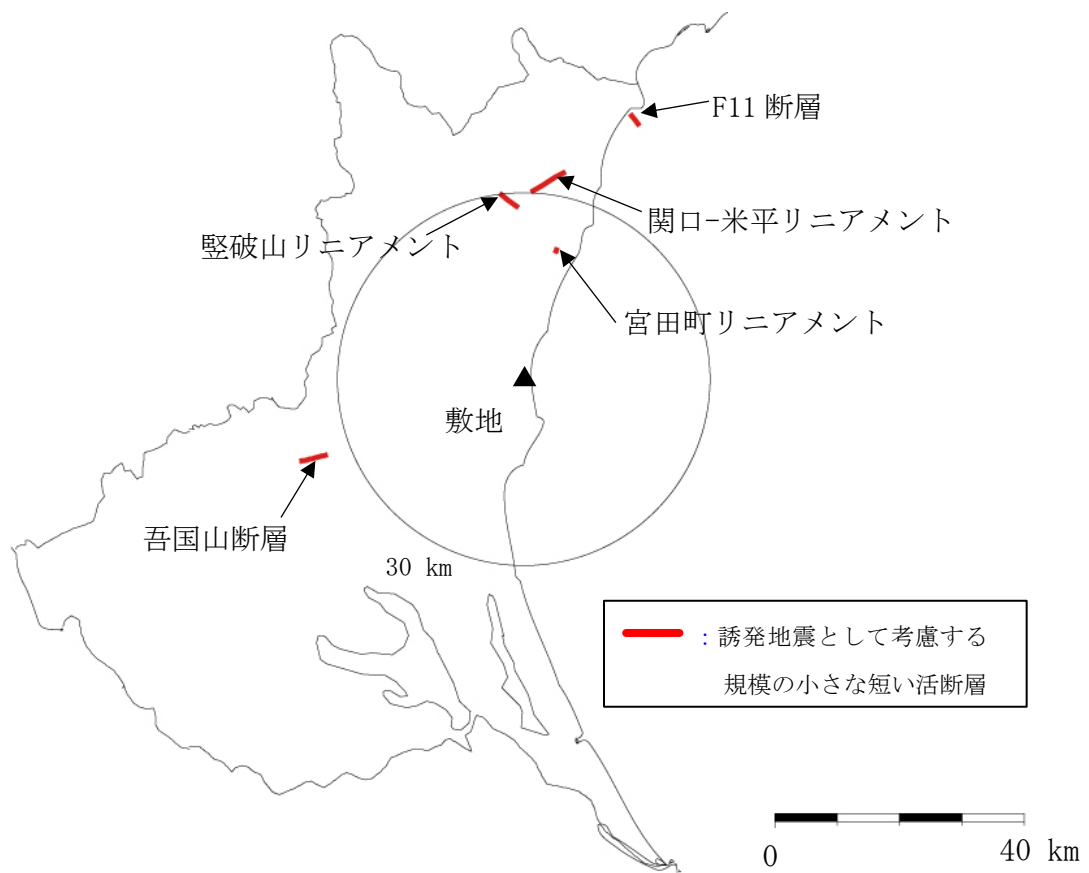 F11 断層
関口-米平リニアメント
竪破山リニアメント
宮田町リニアメント
敷地
吾国山断層
30 km
：誘発地震として考慮する
規模の小さな短い活断層
0
40 km